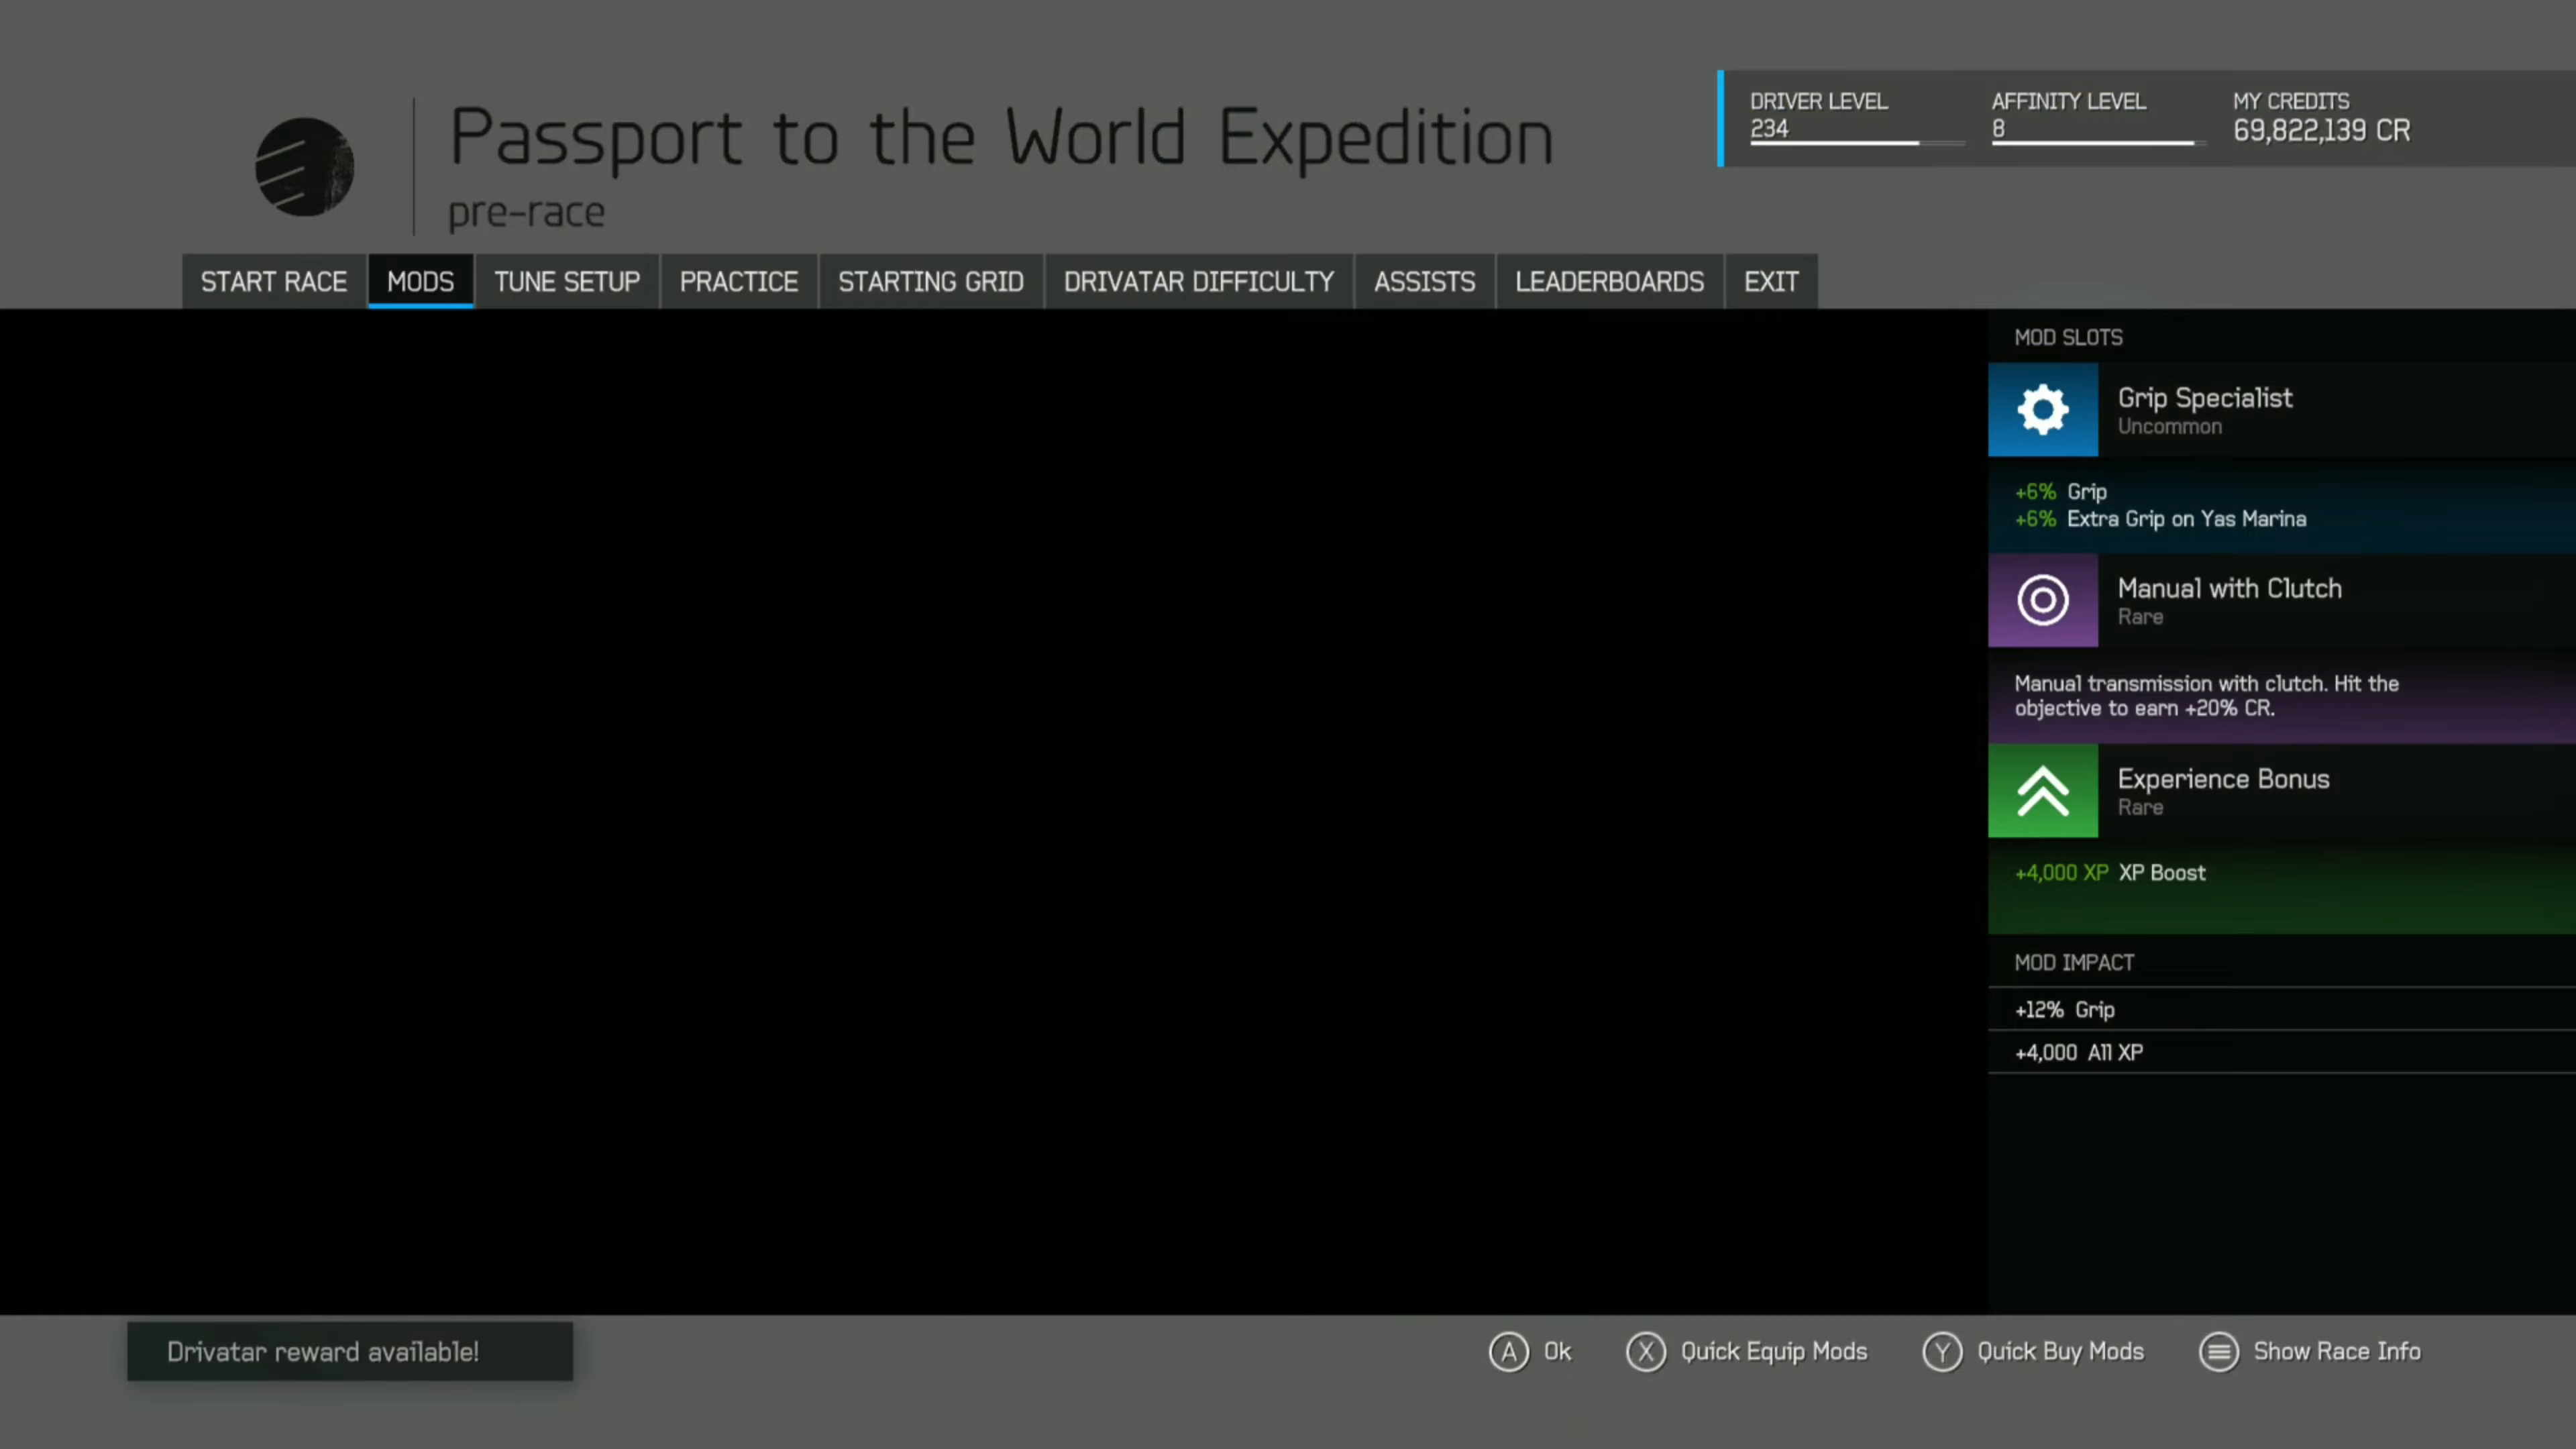 Passport to the World Expedition
pre-race
DRIVER LEVEL
234
AFFINITY LEVEL
8
MY CREDITS
69,822,139 CR
START RACE
MODS
TUNE SETUP
PRACTICE
STARTING GRID
DRIVATAR DIFFICULTY
ASSISTS
LEADERBOARDS
EXIT
MOD SLOTS
Grip Specialist
Uncommon
+6% Grip
+6% Extra Grip on Yas Marina
Manual with Clutch
Rare
Manual transmission with clutch. Hit the
objective to earn +20% CR.
Experience Bonus
Rare
+4,000 XP XP Boost
MOD IMPACT
+12% Grip
+4,000 All XP
Drivatar reward available!
A Ok
X Quick Equip Mods
Y Quick Buy Mods
Show Race Info